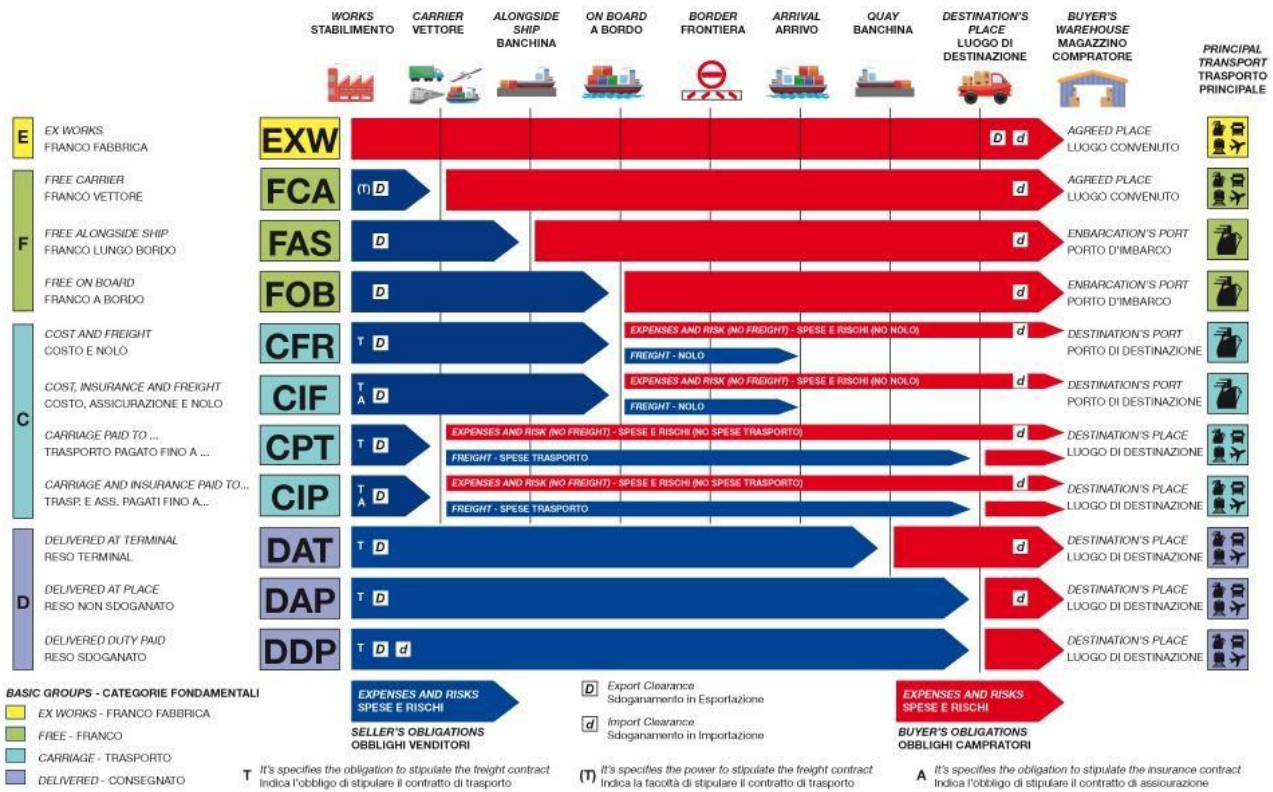 WORKS
STABILIMENTO
CARRIER
VETTORE
ALONGSIDE
SHIP
BANCHINA
ON BOARD
A BORDO
BORDER
FRONTIERA
ARRIVAL
ARRIVO
QUAY
BANCHINA
DESTINATION'S
PLACE
LUOGO DI
DESTINAZIONE
BUYER'S
WAREHOUSE
MAGAZZINO
COMPRATORE
PRINCIPAL
TRANSPORT
TRASPORTO
PRINCIPALE
E
EX WORKS
FRANCO FABBRICA
EXW
D d
AGREED PLACE
LUOGO CONVENUTO
F
FREE CARRIER
FRANCO VETTORE
FCA
(T) D
d
AGREED PLACE
LUOGO CONVENUTO
FREE ALONGSIDE SHIP
FRANCO LUNGO BORDO
FAS
D
d
ENBARCATION'S PORT
PORTO D'IMBARCO
FREE ON BOARD
FRANCO A BORDO
FOB
D
d
ENBARCATION'S PORT
PORTO D'IMBARCO
C
COST AND FREIGHT
COSTO E NOLO
CFR
T D
EXPENSES AND RISK (NO FREIGHT) - SPESE E RISCHI (NO NOLO)
d
FREIGHT - NOLO
DESTINATION'S PORT
PORTO DI DESTINAZIONE
COST, INSURANCE AND FREIGHT
COSTO, ASSICURAZIONE E NOLO
CIF
T
A
D
EXPENSES AND RISK (NO FREIGHT) - SPESE E RISCHI (NO NOLO)
d
FREIGHT - NOLO
DESTINATION'S PORT
PORTO DI DESTINAZIONE
CARRIAGE PAID TO ...
TRASPORTO PAGATO FINO A ...
CPT
T D
EXPENSES AND RISK (NO FREIGHT) - SPESE E RISCHI (NO SPESE TRASPORTO)
d
FREIGHT - SPESE TRASPORTO
DESTINATION'S PLACE
LUOGO DI DESTINAZIONE
CARRIAGE AND INSURANCE PAID TO...
TRASP. E ASS. PAGATI FINO A...
CIP
T
A
D
EXPENSES AND RISK (NO FREIGHT) - SPESE E RISCHI (NO SPESE TRASPORTO)
d
FREIGHT - SPESE TRASPORTO
DESTINATION'S PLACE
LUOGO DI DESTINAZIONE
D
DELIVERED AT TERMINAL
RESO TERMINAL
DAT
T D
d
DESTINATION'S PLACE
LUOGO DI DESTINAZIONE
DELIVERED AT PLACE
RESO NON SDOGANATO
DAP
T D
d
DESTINATION'S PLACE
LUOGO DI DESTINAZIONE
DELIVERED DUTY PAID
RESO SDOGANATO
DDP
T D d
DESTINATION'S PLACE
LUOGO DI DESTINAZIONE
BASIC GROUPS - CATEGORIE FONDAMENTALI
EX WORKS - FRANCO FABBRICA
FREE - FRANCO
CARRIAGE - TRASPORTO
DELIVERED - CONSEGNATO
EXPENSES AND RISKS
SPESE E RISCHI
SELLER'S OBLIGATIONS
OBBLIGHI VENDITORI
D Export Clearance
Sdoganamento in Esportazione
d Import Clearance
Sdoganamento in Importazione
EXPENSES AND RISKS
SPESE E RISCHI
BUYER'S OBLIGATIONS
OBBLIGHI CAMPRATORI
T It's specifies the obligation to stipulate the freight contract
Indica l'obbligo di stipulare il contratto di trasporto
(T) It's specifies the power to stipulate the freight contract
Indica la facoltà di stipulare il contratto di trasporto
A It's specifies the obligation to stipulate the insurance contract
Indica l'obbligo di stipulare il contratto di assicurazione